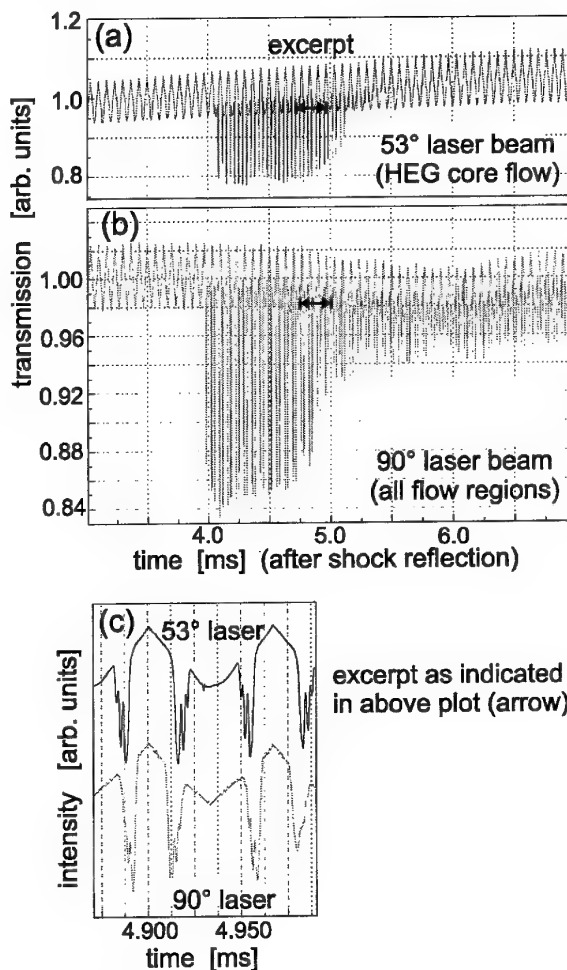 (a)
excerpt
1.2
1.0
0.8
53° laser beam
(HEG core flow)
transmission [arb. units]
(b)
1.00
0.96
0.92
0.88
0.84
90° laser beam
(all flow regions)
4.0 5.0 6.0
time [ms] (after shock reflection)
(c)
53° laser
excerpt as indicated
in above plot (arrow)
intensity [arb. units]
90° laser
4.900 4.950
time [ms]